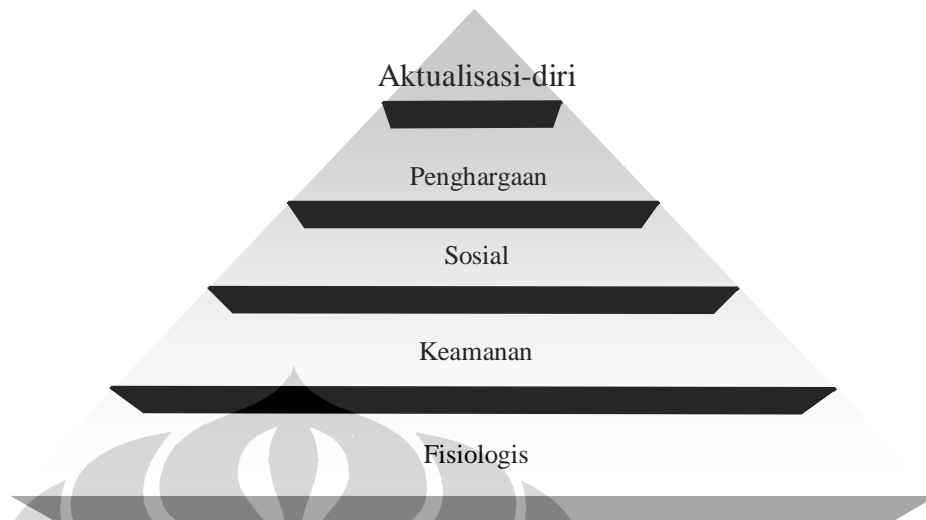 Aktualisasi-diri
Penghargaan
Sosial
Keamanan
Fisiologis